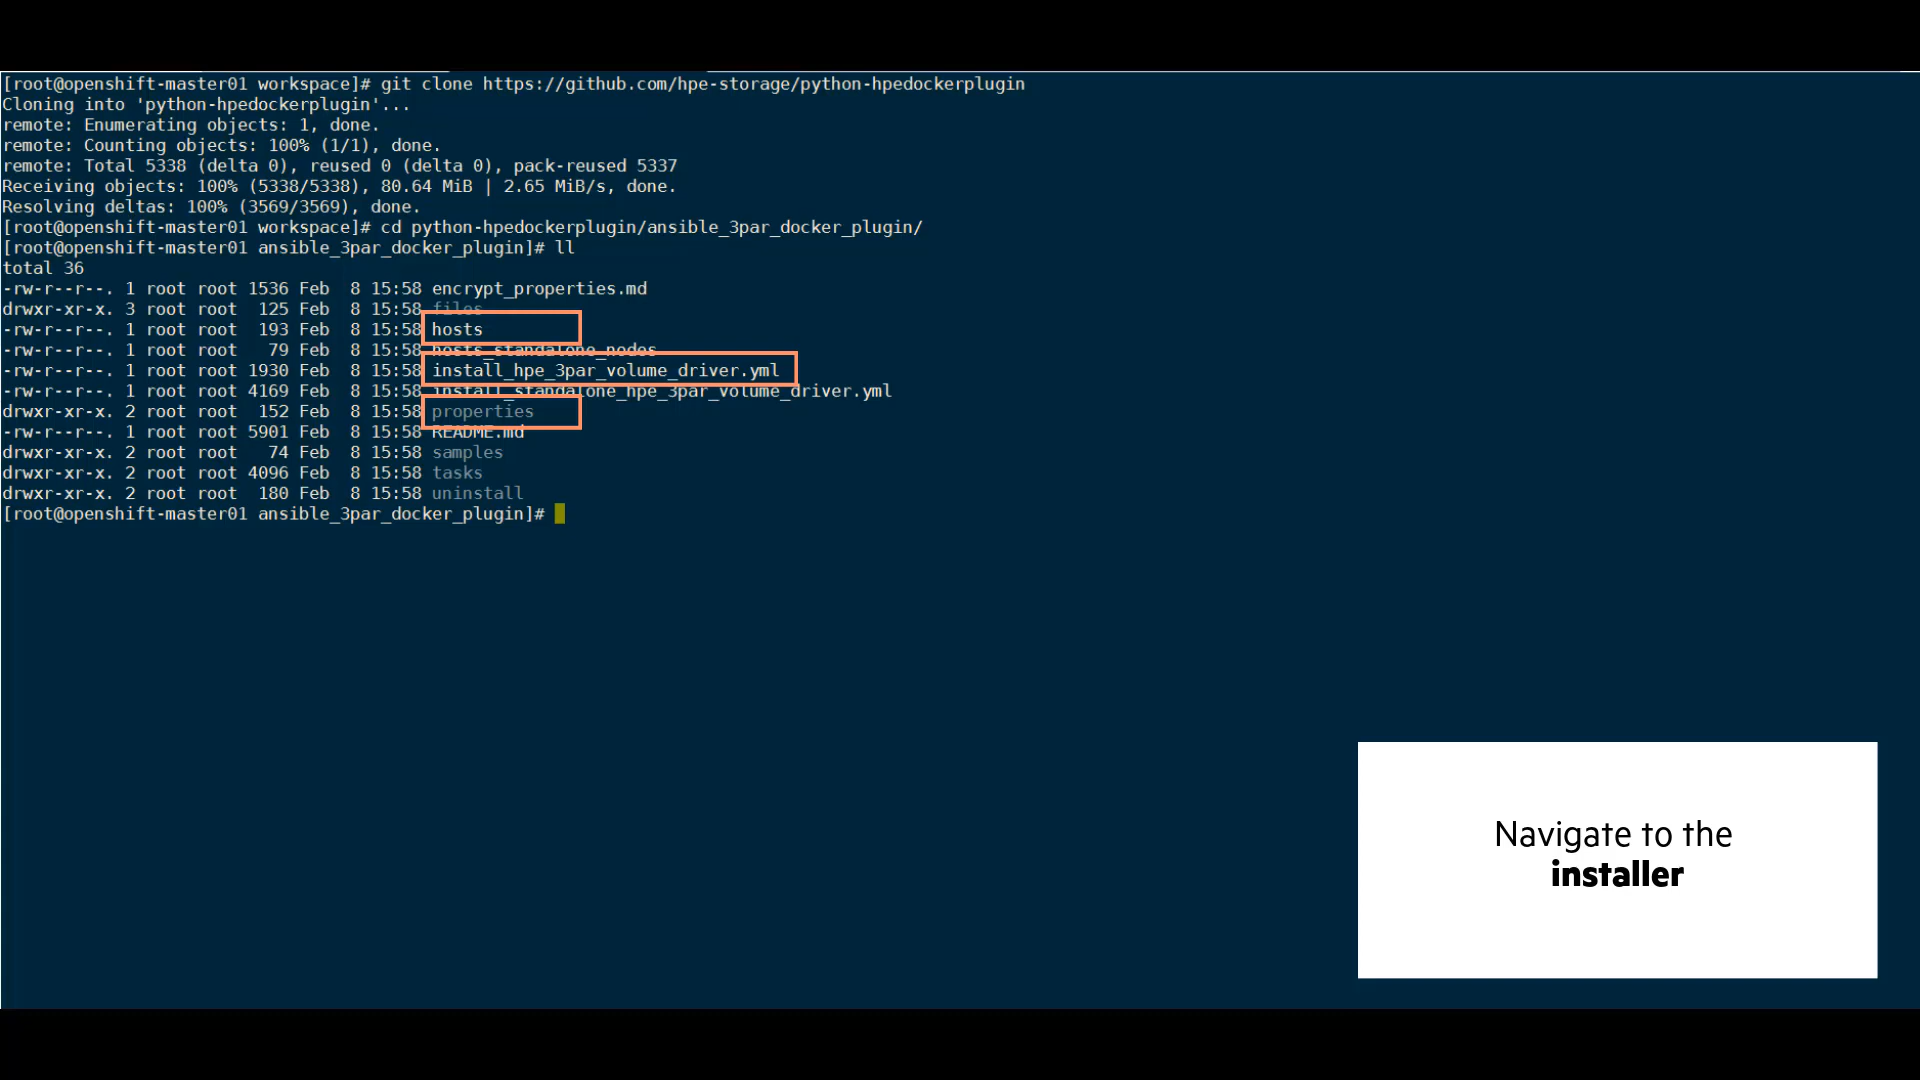 [root@openshift-master01 workspace]# git clone https://github.com/hpe-storage/python-hpedockerplugin
Cloning into 'python-hpedockerplugin'...
remote: Enumerating objects: 1, done.
remote: Counting objects: 100% (1/1), done.
remote: Total 5338 (delta 0), reused 0 (delta 0), pack-reused 5337
Receiving objects: 100% (5338/5338), 80.64 MiB | 2.65 MiB/s, done.
Resolving deltas: 100% (3569/3569), done.
[root@openshift-master01 workspace]# cd python-hpedockerplugin/ansible_3par_docker_plugin/
[root@openshift-master01 ansible_3par_docker_plugin]# ll
total 36
-rw-r--r--. 1 root root 1536 Feb  8 15:58 encrypt_properties.md
drwxr-xr-x. 3 root root  125 Feb  8 15:58 files
-rw-r--r--. 1 root root  193 Feb  8 15:58 hosts
-rw-r--r--. 1 root root   79 Feb  8 15:58 hosts_standalone_nodes
-rw-r--r--. 1 root root 1930 Feb  8 15:58 install_hpe_3par_volume_driver.yml
-rw-r--r--. 1 root root 4169 Feb  8 15:58 install_standalone_hpe_3par_volume_driver.yml
drwxr-xr-x. 2 root root  152 Feb  8 15:58 properties
-rw-r--r--. 1 root root 5901 Feb  8 15:58 README.md
drwxr-xr-x. 2 root root   74 Feb  8 15:58 samples
drwxr-xr-x. 2 root root 4096 Feb  8 15:58 tasks
drwxr-xr-x. 2 root root  180 Feb  8 15:58 uninstall
[root@openshift-master01 ansible_3par_docker_plugin]#
Navigate to the
installer